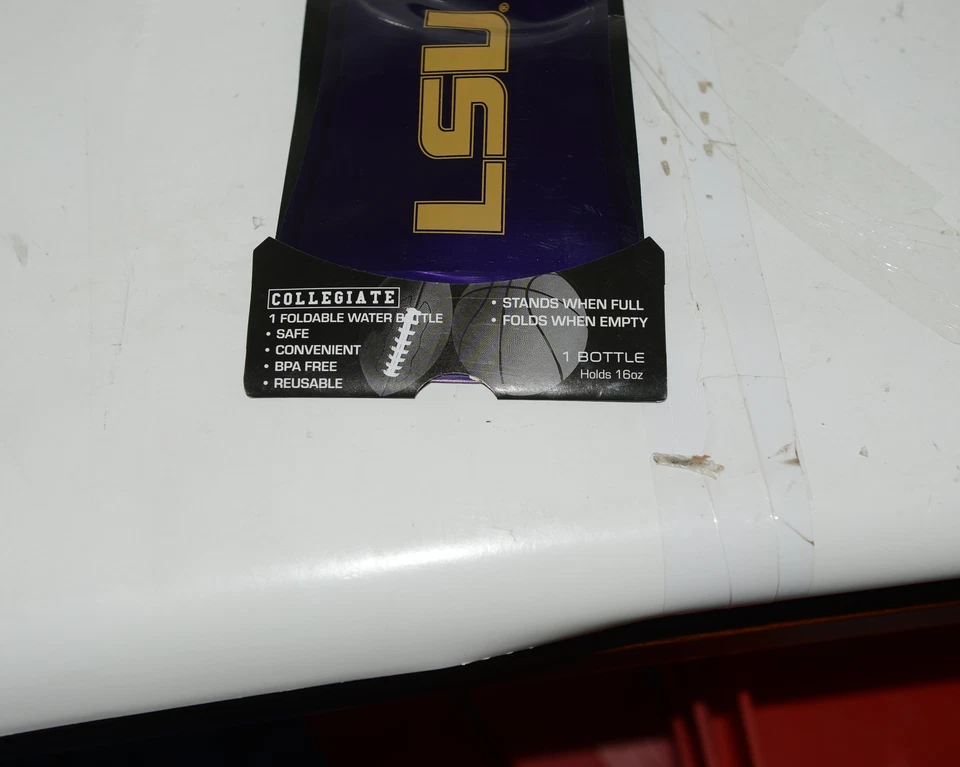 LSU®
COLLEGIATE
1 FOLDABLE WATER BOTTLE
• SAFE
• CONVENIENT
• BPA FREE
• REUSABLE
• STANDS WHEN FULL
• FOLDS WHEN EMPTY
1 BOTTLE
Holds 16oz